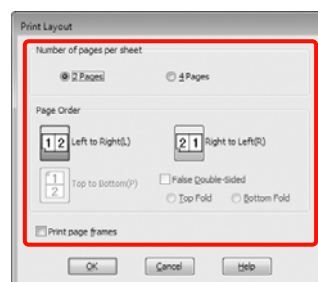 Print Layout
Number of pages per sheet
2 Pages
4 Pages
Page Order
1 2 Left to Right(L)
2 1 Right to Left(R)
1
2
Top to Bottom(P)
False Double-Sided
Top Fold
Bottom Fold
Print page frames
OK
Cancel
Help